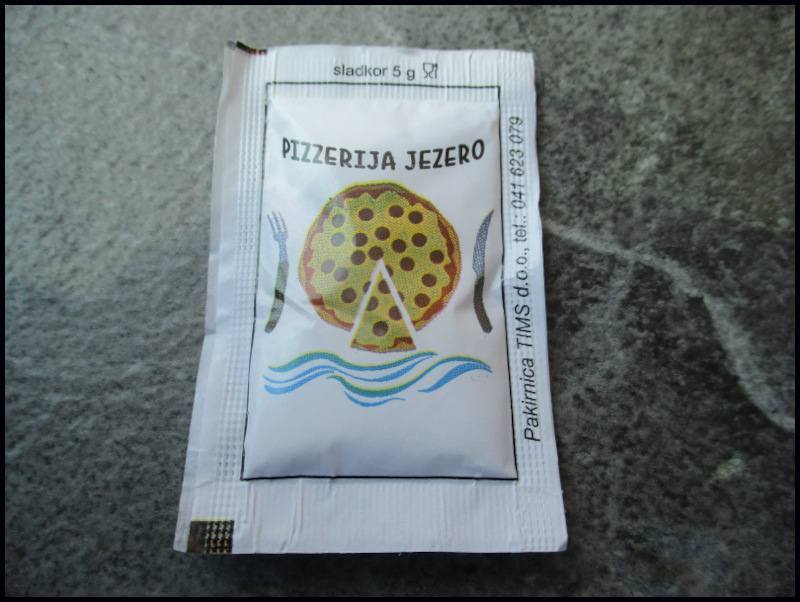 sladkor 5 g
PIZZERIJA JEZERO
Pakirnica TIMS d.o.o., tel.: 041 623 079